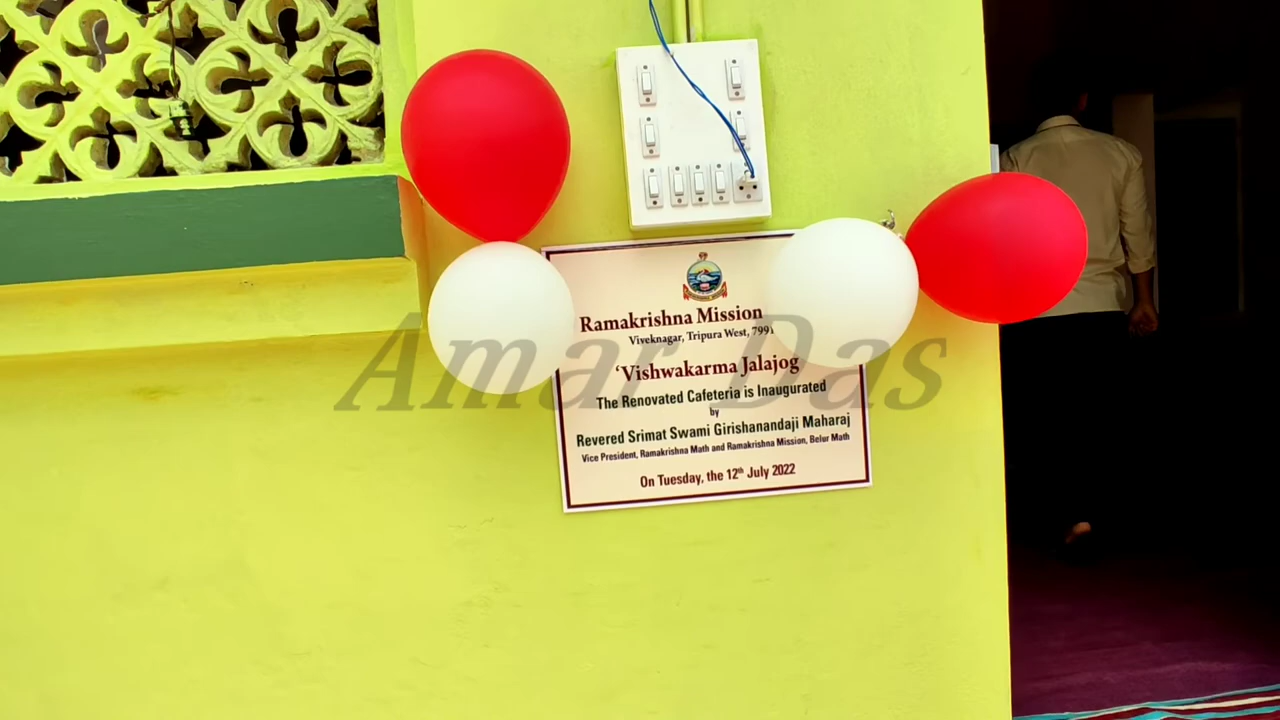 Ramakrishna Mission
Viveknagar, Tripura West, 7991
'Vishwakarma Jalajog
The Renovated Cafeteria is Inaugurated
by
Revered Srimat Swami Girishanandaji Maharaj
Vice President, Ramakrishna Math and Ramakrishna Mission, Belur Math
On Tuesday, the 12th July 2022
Amar Das